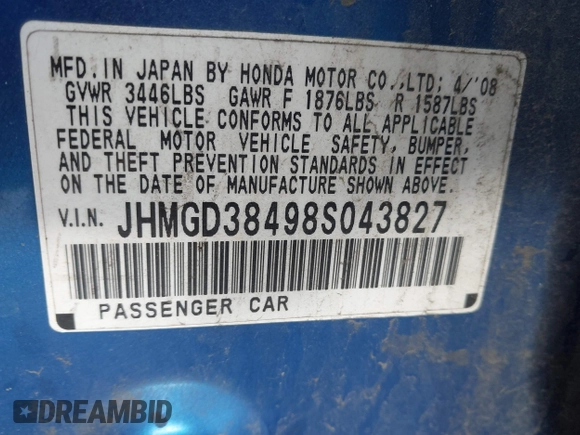 MFD. IN JAPAN BY HONDA MOTOR CO.,LTD; 4/'08
GVWR 3446LBS GAWR F 1876LBS R 1587LBS
THIS VEHICLE CONFORMS TO ALL APPLICABLE
FEDERAL MOTOR VEHICLE SAFETY, BUMPER,
AND THEFT PREVENTION STANDARDS IN EFFECT
ON THE DATE OF MANUFACTURE SHOWN ABOVE.
V.I.N. JHMGD38498S043827
PASSENGER CAR
DREAMBID